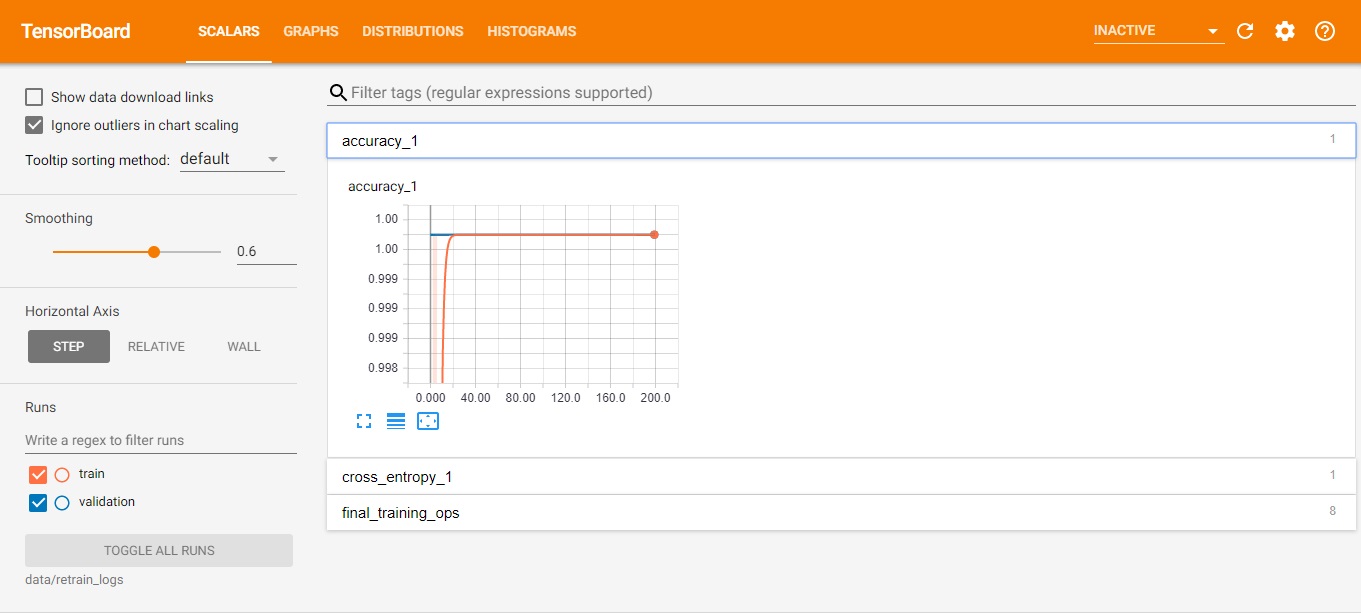 TensorBoard SCALARS GRAPHS DISTRIBUTIONS HISTOGRAMS INACTIVE
Show data download links
Ignore outliers in chart scaling
Tooltip sorting method: default
Smoothing
0.6
Horizontal Axis
STEP RELATIVE WALL
Runs
Write a regex to filter runs
train
validation
TOGGLE ALL RUNS
data/retrain_logs
Filter tags (regular expressions supported)
accuracy_1 1
accuracy_1
1.00
1.00
0.999
0.999
0.999
0.998
0.000 40.00 80.00 120.0 160.0 200.0
cross_entropy_1 1
final_training_ops 8